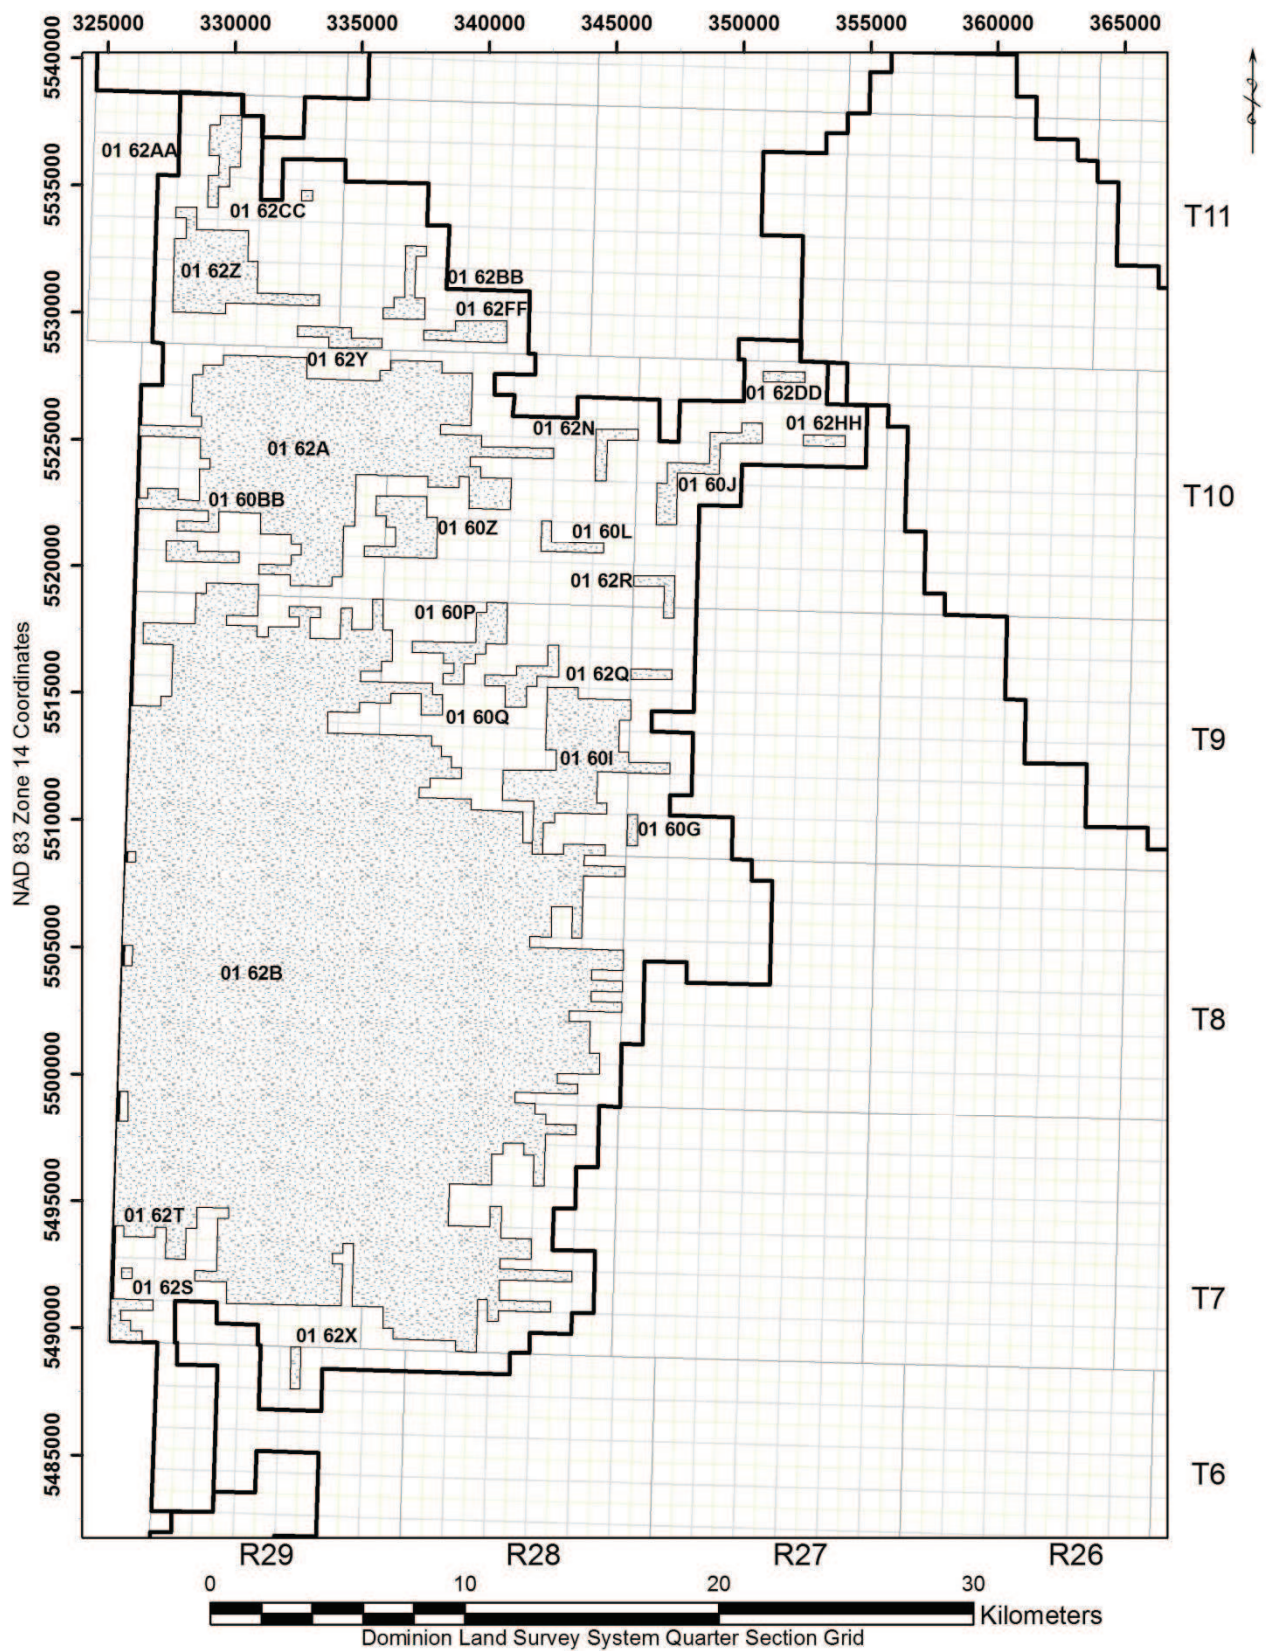 325000 330000 335000 340000 345000 350000 355000 360000 365000
5540000
01 62AA
5535000
01 62CC
T11
01 62Z
01 62BB
5530000
01 62FF
01 62Y
01 62DD
01 62N
01 62HH
5525000
01 62A
01 60J
01 60BB
T10
01 60Z
01 60L
5520000
01 62R
01 60P
NAD 83 Zone 14 Coordinates
01 62Q
5515000
01 60Q
T9
01 60I
5510000
01 60G
5505000
01 62B
T8
5500000
5495000
01 62T
01 62S
T7
5490000
01 62X
5485000
T6
R29 R28 R27 R26
0 10 20 30
Kilometers
Dominion Land Survey System Quarter Section Grid